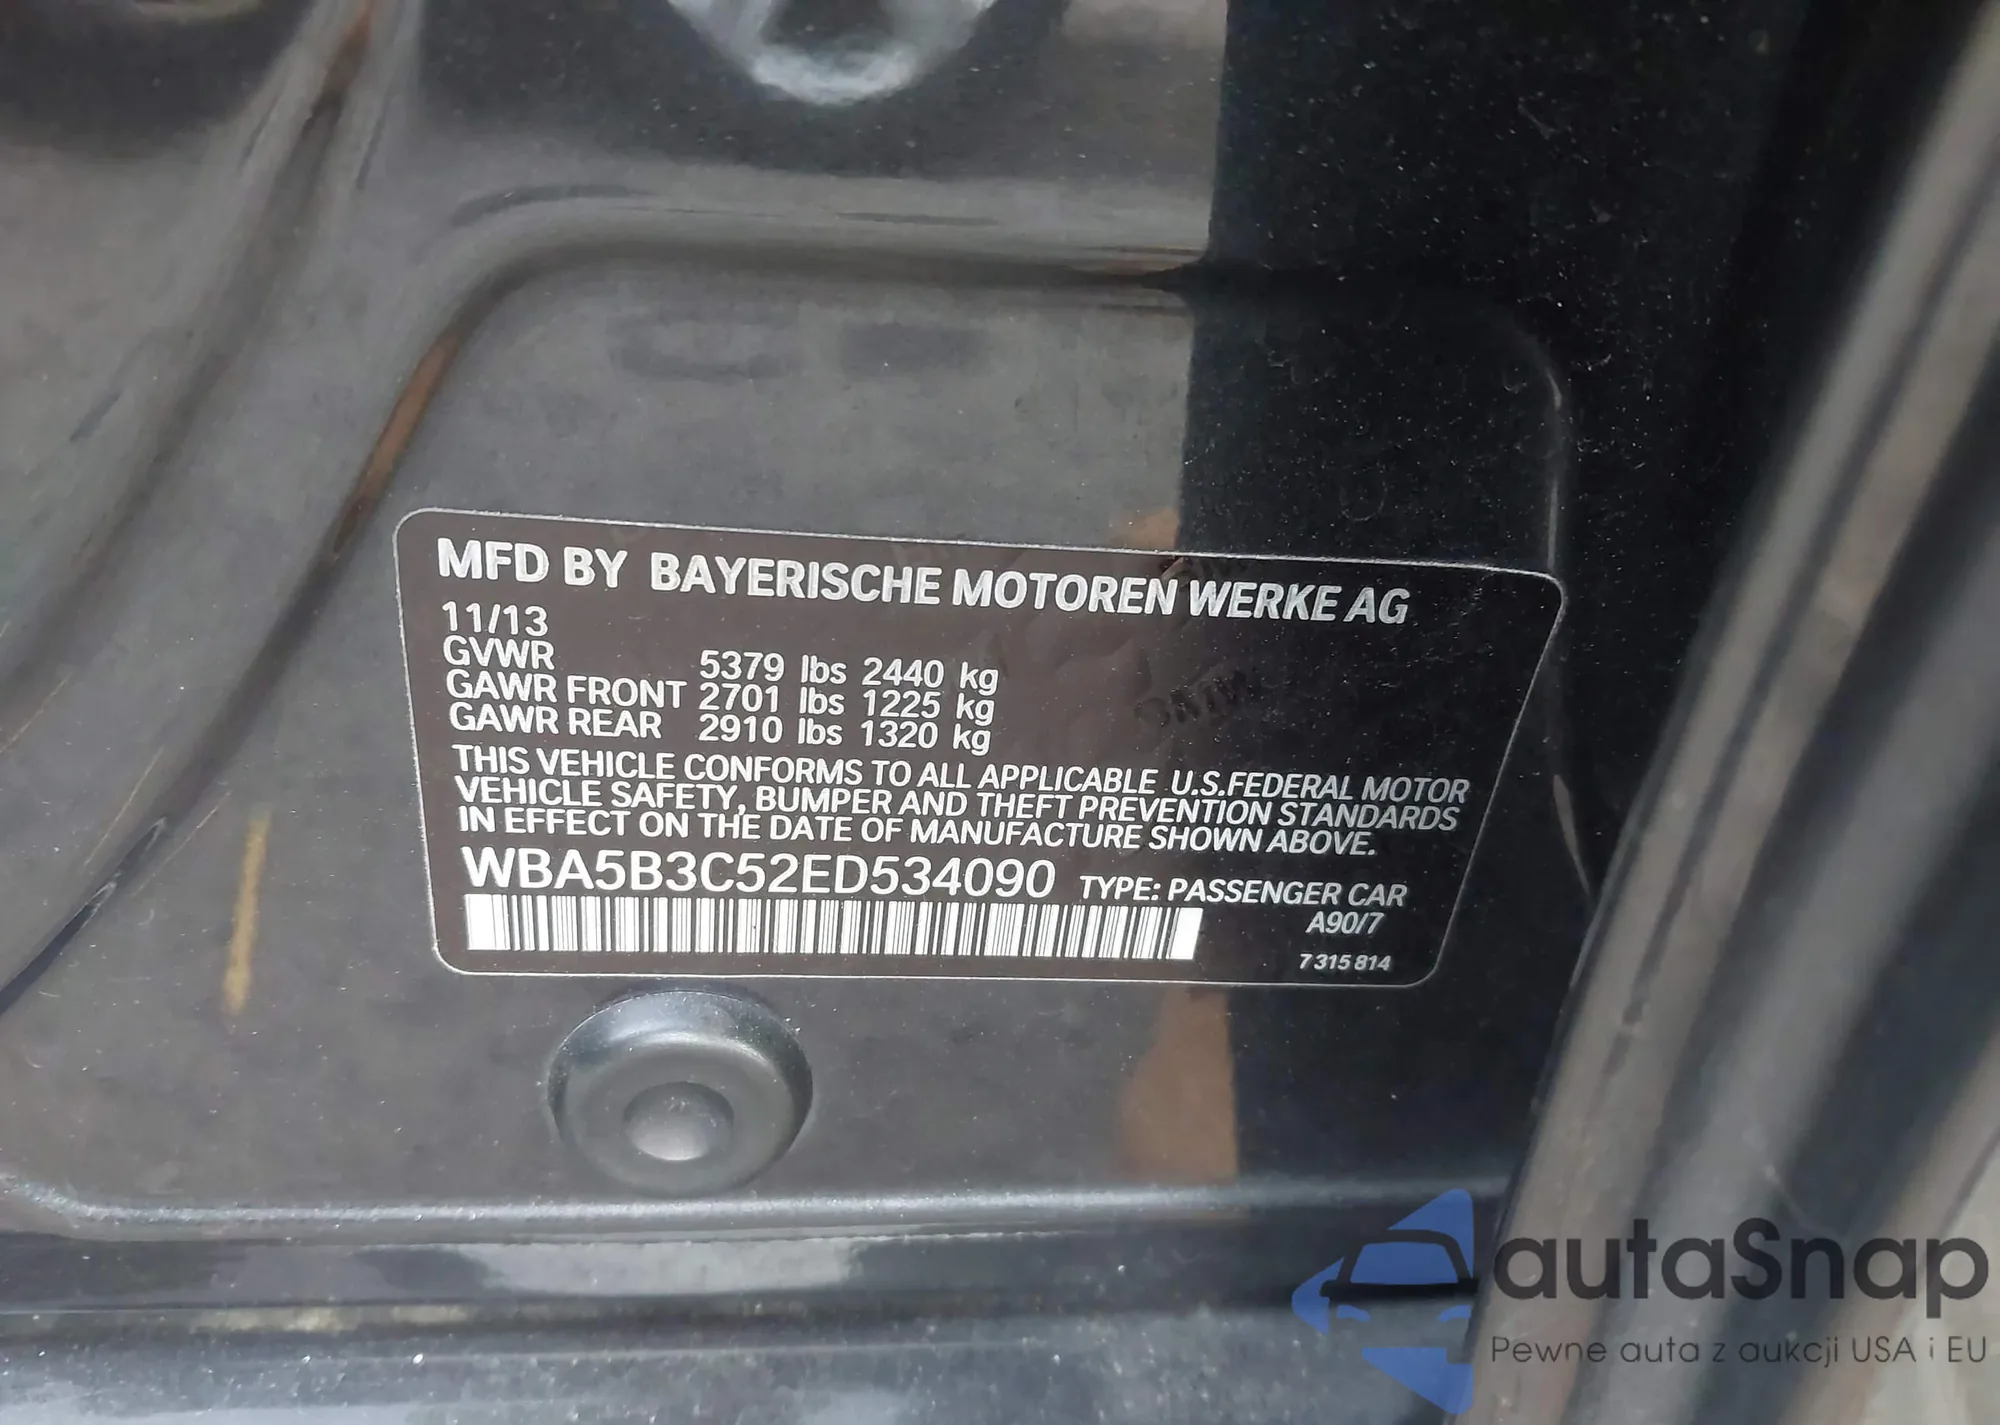 MFD BY BAYERISCHE MOTOREN WERKE AG
11/13
GVWR 5379 lbs 2440 kg
GAWR FRONT 2701 lbs 1225 kg
GAWR REAR 2910 lbs 1320 kg
THIS VEHICLE CONFORMS TO ALL APPLICABLE U.S.FEDERAL MOTOR
VEHICLE SAFETY, BUMPER AND THEFT PREVENTION STANDARDS
IN EFFECT ON THE DATE OF MANUFACTURE SHOWN ABOVE.
WBA5B3C52ED534090 TYPE: PASSENGER CAR
A90/7
7 315 814
autaSnap
Pewne auta z aukcji USA i EU